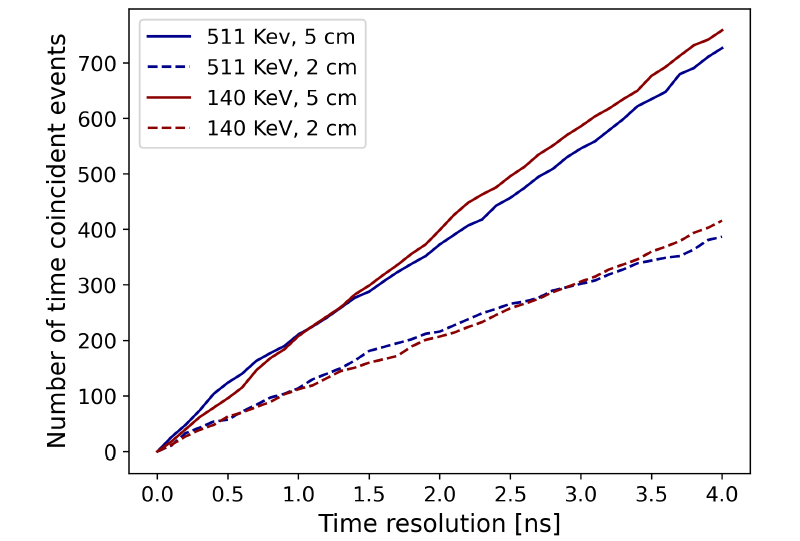 511 Kev, 5 cm
511 KeV, 2 cm
140 KeV, 5 cm
140 KeV, 2 cm
Number of time coincident events
700
600
500
400
300
200
100
0
0.0 0.5 1.0 1.5 2.0 2.5 3.0 3.5 4.0
Time resolution [ns]